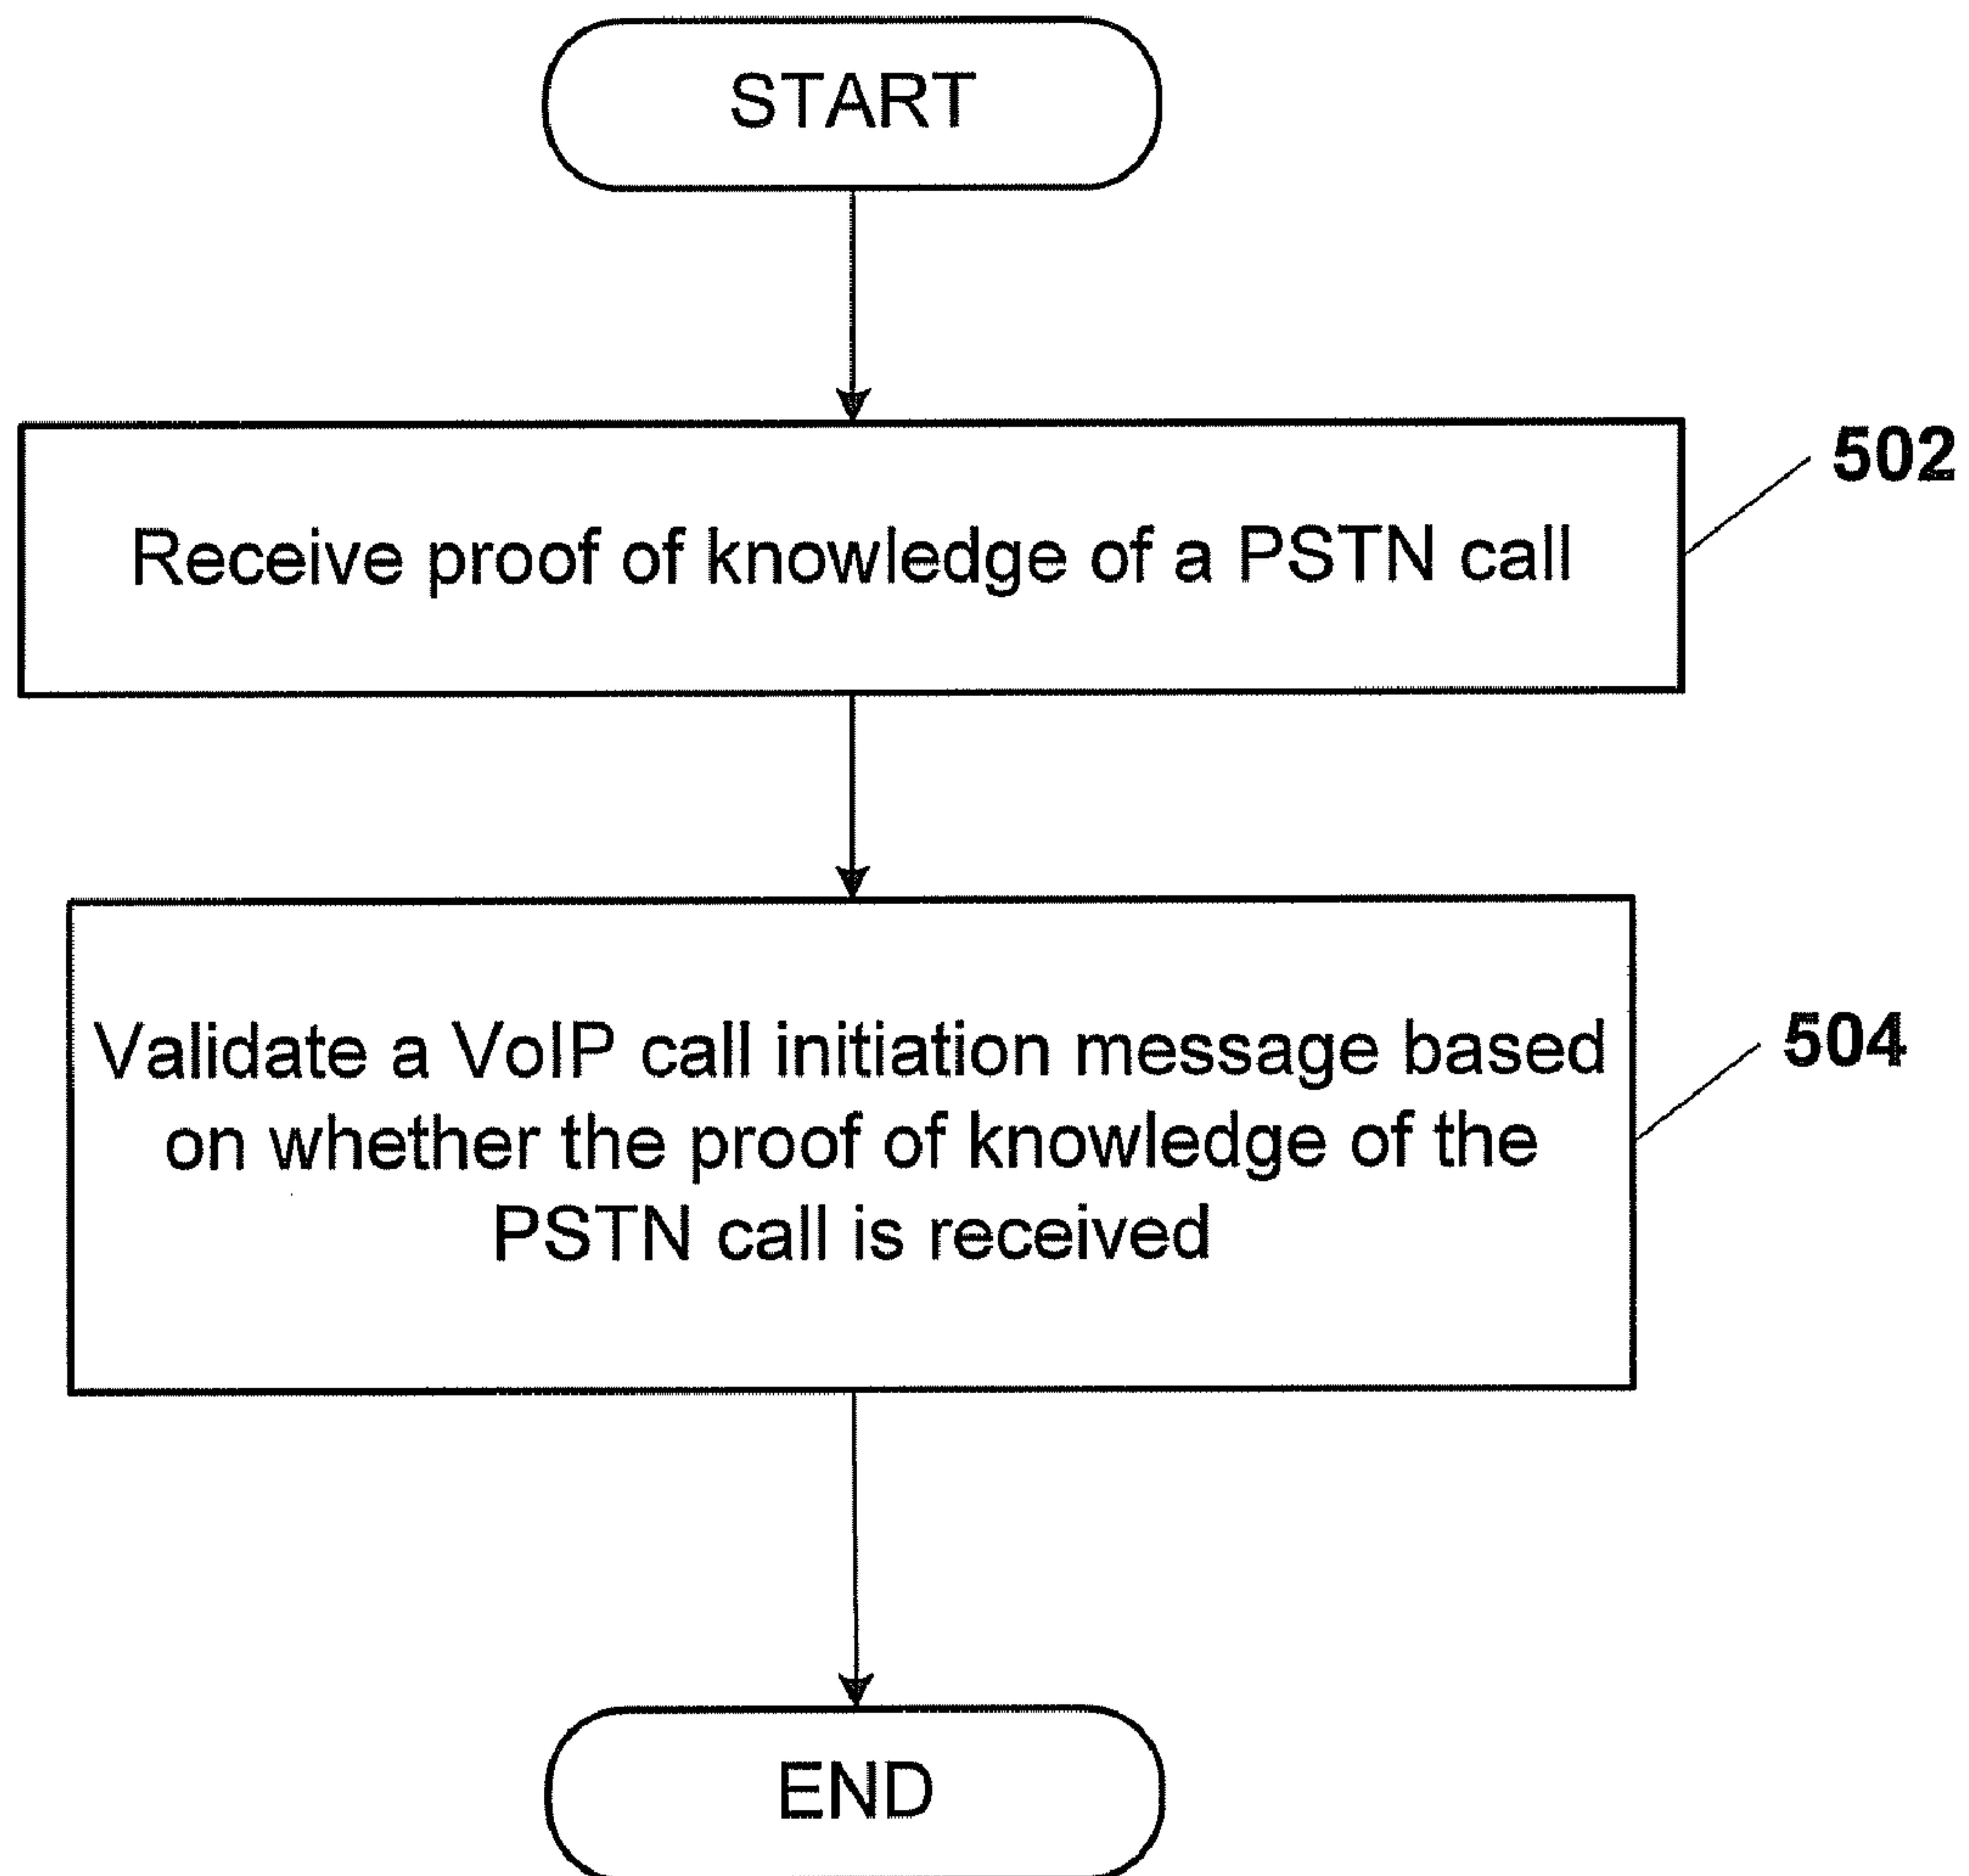 START
502
Receive proof of knowledge of a PSTN call
504
Validate a VoIP call initiation message based
on whether the proof of knowledge of the
PSTN call is received
END